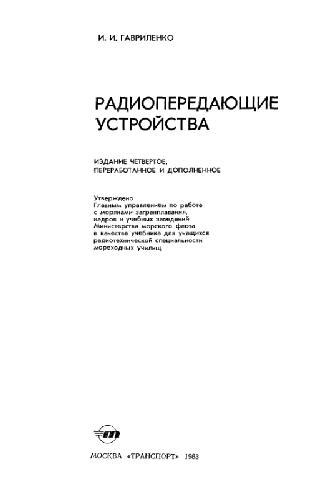 И. И. ГАВРИЛЕНКО
РАДИОПЕРЕДАЮЩИЕ
УСТРОЙСТВА
ИЗДАНИЕ ЧЕТВЕРТОЕ,
ПЕРЕРАБОТАННОЕ И ДОПОЛНЕННОЕ
Утверждено
Главным управлением по работе
с моряками загранплавания,
кадров и учебных заведений
Министерства морского флота
в качестве учебника для учащихся
радиотехнической специальности
мореходных училищ
МОСКВА «ТРАНСПОРТ» 1983